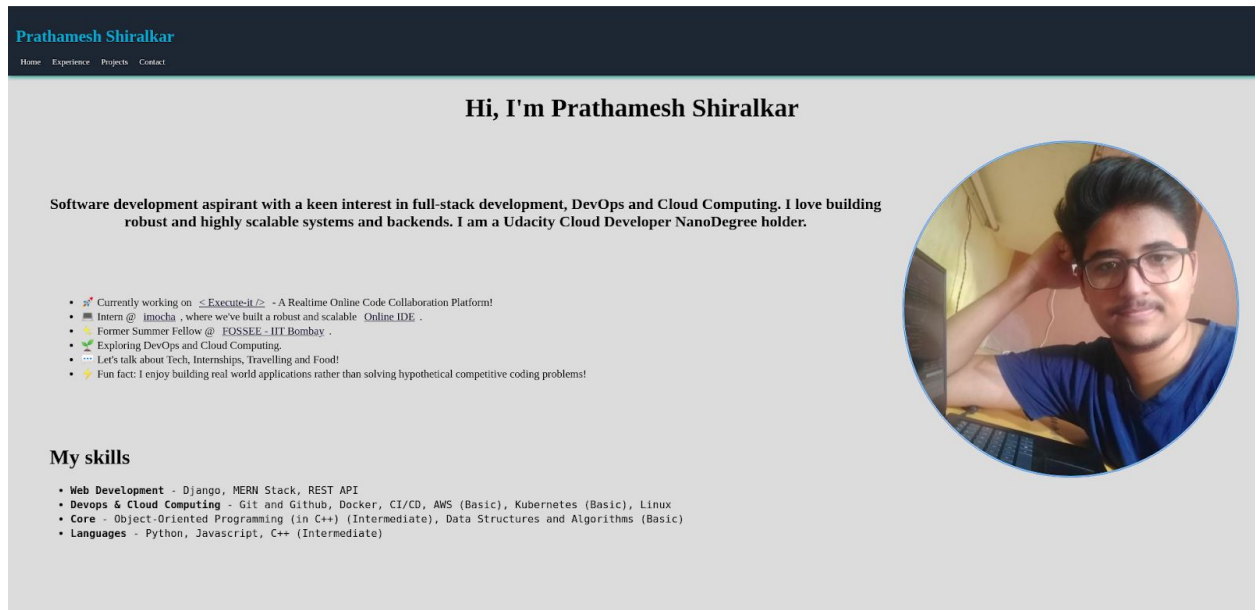 Prathamesh Shiralkar
Home Experience Projects Contact
Hi, I'm Prathamesh Shiralkar
Software development aspirant with a keen interest in full-stack development, DevOps and Cloud Computing. I love building
robust and highly scalable systems and backends. I am a Udacity Cloud Developer NanoDegree holder.
• 🚀 Currently working on < Execute-it /> - A Realtime Online Code Collaboration Platform!
• 💻 Intern @ imocha , where we've built a robust and scalable Online IDE .
• ⭐ Former Summer Fellow @ FOSSEE - IIT Bombay .
• 🌱 Exploring DevOps and Cloud Computing.
• 💬 Let's talk about Tech, Internships, Travelling and Food!
• ⚡ Fun fact: I enjoy building real world applications rather than solving hypothetical competitive coding problems!
My skills
• Web Development - Django, MERN Stack, REST API
• Devops & Cloud Computing - Git and Github, Docker, CI/CD, AWS (Basic), Kubernetes (Basic), Linux
• Core - Object-Oriented Programming (in C++) (Intermediate), Data Structures and Algorithms (Basic)
• Languages - Python, Javascript, C++ (Intermediate)